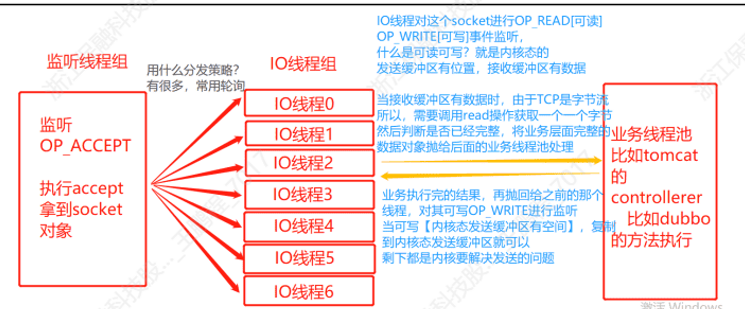 监听线程组
监听
OP_ACCEPT
执行accept
拿到socket
对象
用什么分发策略?
有很多，常用轮询
IO线程组
IO线程0
IO线程1
IO线程2
IO线程3
IO线程4
IO线程5
IO线程6
IO线程对这个socket进行OP_READ[可读]
OP_WRITE[可写]事件监听，
什么是可读可写？就是内核态的
发送缓冲区有位置，接收缓冲区有数据
当接收缓冲区有数据时，由于TCP是字节流
所以，需要调用read操作获取一个一个字节
然后判断是否已经完整，将业务层面完整的
数据对象抛给后面的业务线程池处理
业务执行完的结果，再抛回给之前的那个
线程，对其可写OP_WRITE进行监听
当可写【内核态发送缓冲区有空间】，复制
到内核态发送缓冲区就可以
剩下都是内核要解决发送的问题
业务线程池
比如tomcat
的
controllerer
比如dubbo
的方法执行